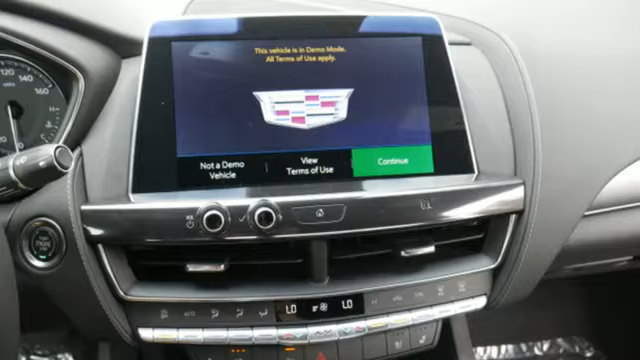 This vehicle is in Demo Mode.
All Terms of Use apply.
Not a Demo
Vehicle
View
Terms of Use
Continue
120
140
160
H
LO
LO